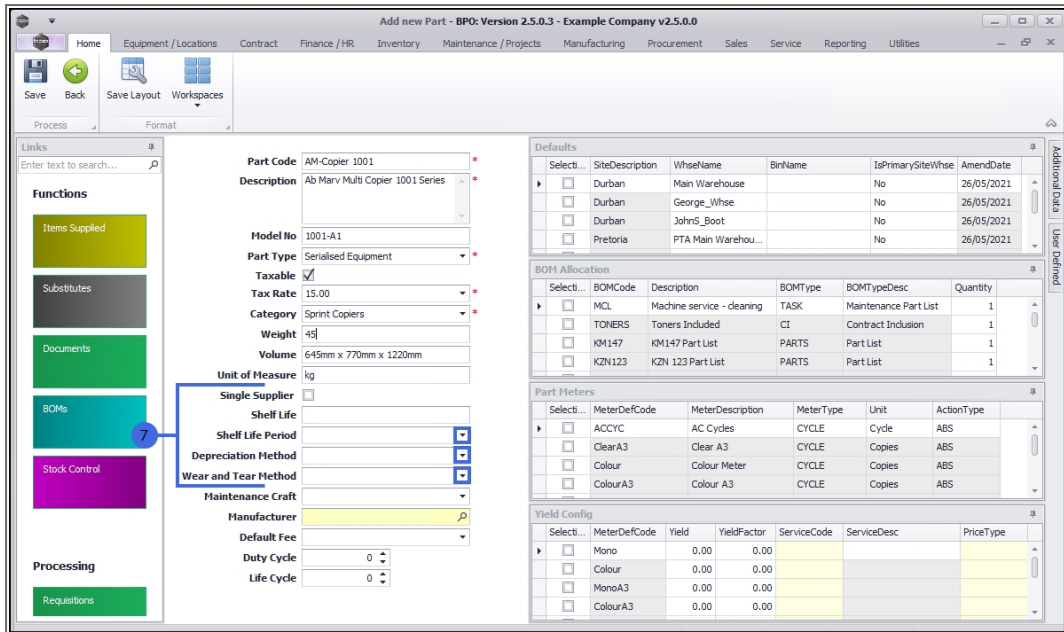 Add new Part - BPO: Version 2.5.0.3 - Example Company v2.5.0.0
Home Equipment / Locations Contract Finance / HR Inventory Maintenance / Projects Manufacturing Procurement Sales Service Reporting Utilities
Save Back Save Layout Workspaces
Process Format
Links
Enter text to search...
Functions
Items Supplied
Substitutes
Documents
BOMs
Stock Control
Processing
Requisitions
Part Code AM-Copier 1001 *
Description Ab Marv Multi Copier 1001 Series *
Model No 1001-A1
Part Type Serialised Equipment *
Taxable
Tax Rate 15.00 *
Category Sprint Copiers *
Weight 45
Volume 645mm x 770mm x 1220mm
Unit of Measure kg
Single Supplier
Shelf Life
7
Shelf Life Period
Depreciation Method
Wear and Tear Method
Maintenance Craft
Manufacturer
Default Fee
Duty Cycle 0
Life Cycle 0
Defaults
Selecti... SiteDescription WhseName BinName IsPrimarySiteWhse AmendDate
Durban Main Warehouse No 26/05/2021
Durban George_Whse No 26/05/2021
Durban JohnS_Boot No 26/05/2021
Pretoria PTA Main Warehou... No 26/05/2021
BOM Allocation
Selecti... BOMCode Description BOMType BOMTypeDesc Quantity
MCL Machine service - cleaning TASK Maintenance Part List 1
TONERS Toners Included CI Contract Inclusion 1
KM147 KM147 Part List PARTS Part List 1
KZN123 KZN 123 Part List PARTS Part List 1
Part Meters
Selecti... MeterDefCode MeterDescription MeterType Unit ActionType
ACCYC AC Cycles CYCLE Cycle ABS
ClearA3 Clear A3 CYCLE Copies ABS
Colour Colour Meter CYCLE Copies ABS
ColourA3 Colour A3 CYCLE Copies ABS
Yield Config
Selecti... MeterDefCode Yield YieldFactor ServiceCode ServiceDesc PriceType
Mono 0.00 0.00
Colour 0.00 0.00
MonoA3 0.00 0.00
ColourA3 0.00 0.00
Additional Data
User Defined